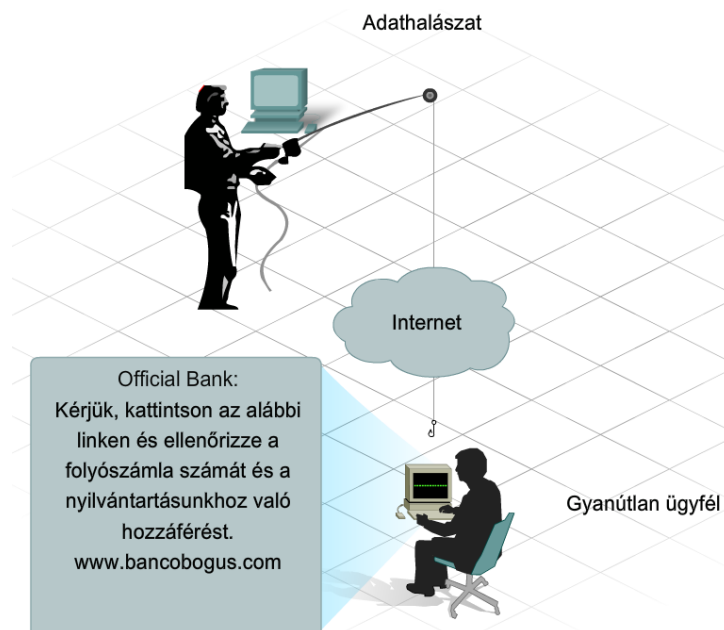 Adathalászat
Internet
Official Bank:
Kérjük, kattintson az alábbi
linken és ellenőrizze a
folyószámla számát és a
nyilvántartásunkhoz való
hozzáférést.
www.bancobogus.com
Gyanútlan ügyfél